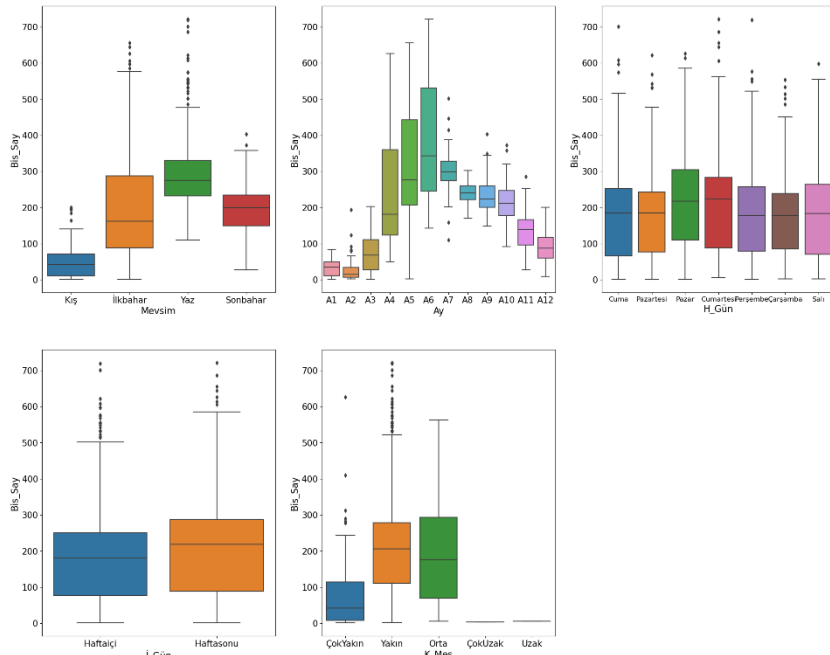 700
600
500
400
300
200
100
0
Bis_Say
Kış İlkbahar Yaz Sonbahar
Mevsim
700
600
500
400
300
200
100
0
Bis_Say
A1 A2 A3 A4 A5 A6 A7 A8 A9 A10 A11 A12
Ay
700
600
500
400
300
200
100
0
Bis_Say
Cuma Pazartesi Pazar Cumartesi Perşembe Çarşamba Salı
H_Gün
700
600
500
400
300
200
100
0
Bis_Say
Haftaiçi Haftasonu
İ_Gün
700
600
500
400
300
200
100
0
Bis_Say
ÇokYakın Yakın Orta ÇokUzak Uzak
K_Mes